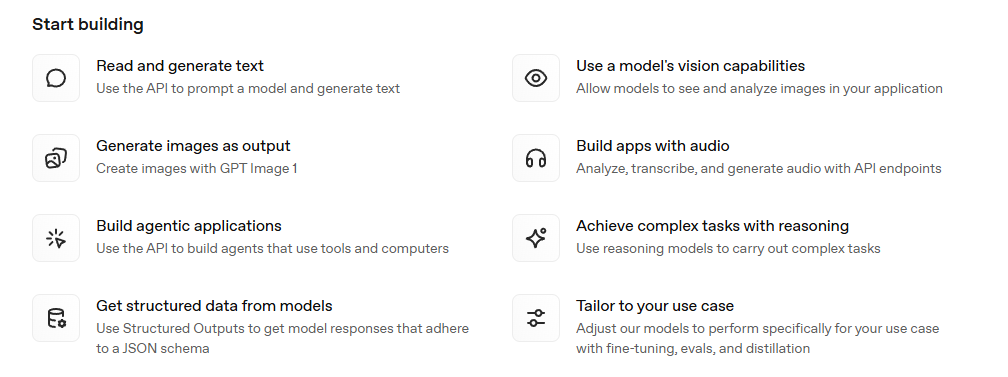 Start building
Read and generate text
Use the API to prompt a model and generate text
Use a model's vision capabilities
Allow models to see and analyze images in your application
Generate images as output
Create images with GPT Image 1
Build apps with audio
Analyze, transcribe, and generate audio with API endpoints
Build agentic applications
Use the API to build agents that use tools and computers
Achieve complex tasks with reasoning
Use reasoning models to carry out complex tasks
Get structured data from models
Use Structured Outputs to get model responses that adhere
to a JSON schema
Tailor to your use case
Adjust our models to perform specifically for your use case
with fine-tuning, evals, and distillation